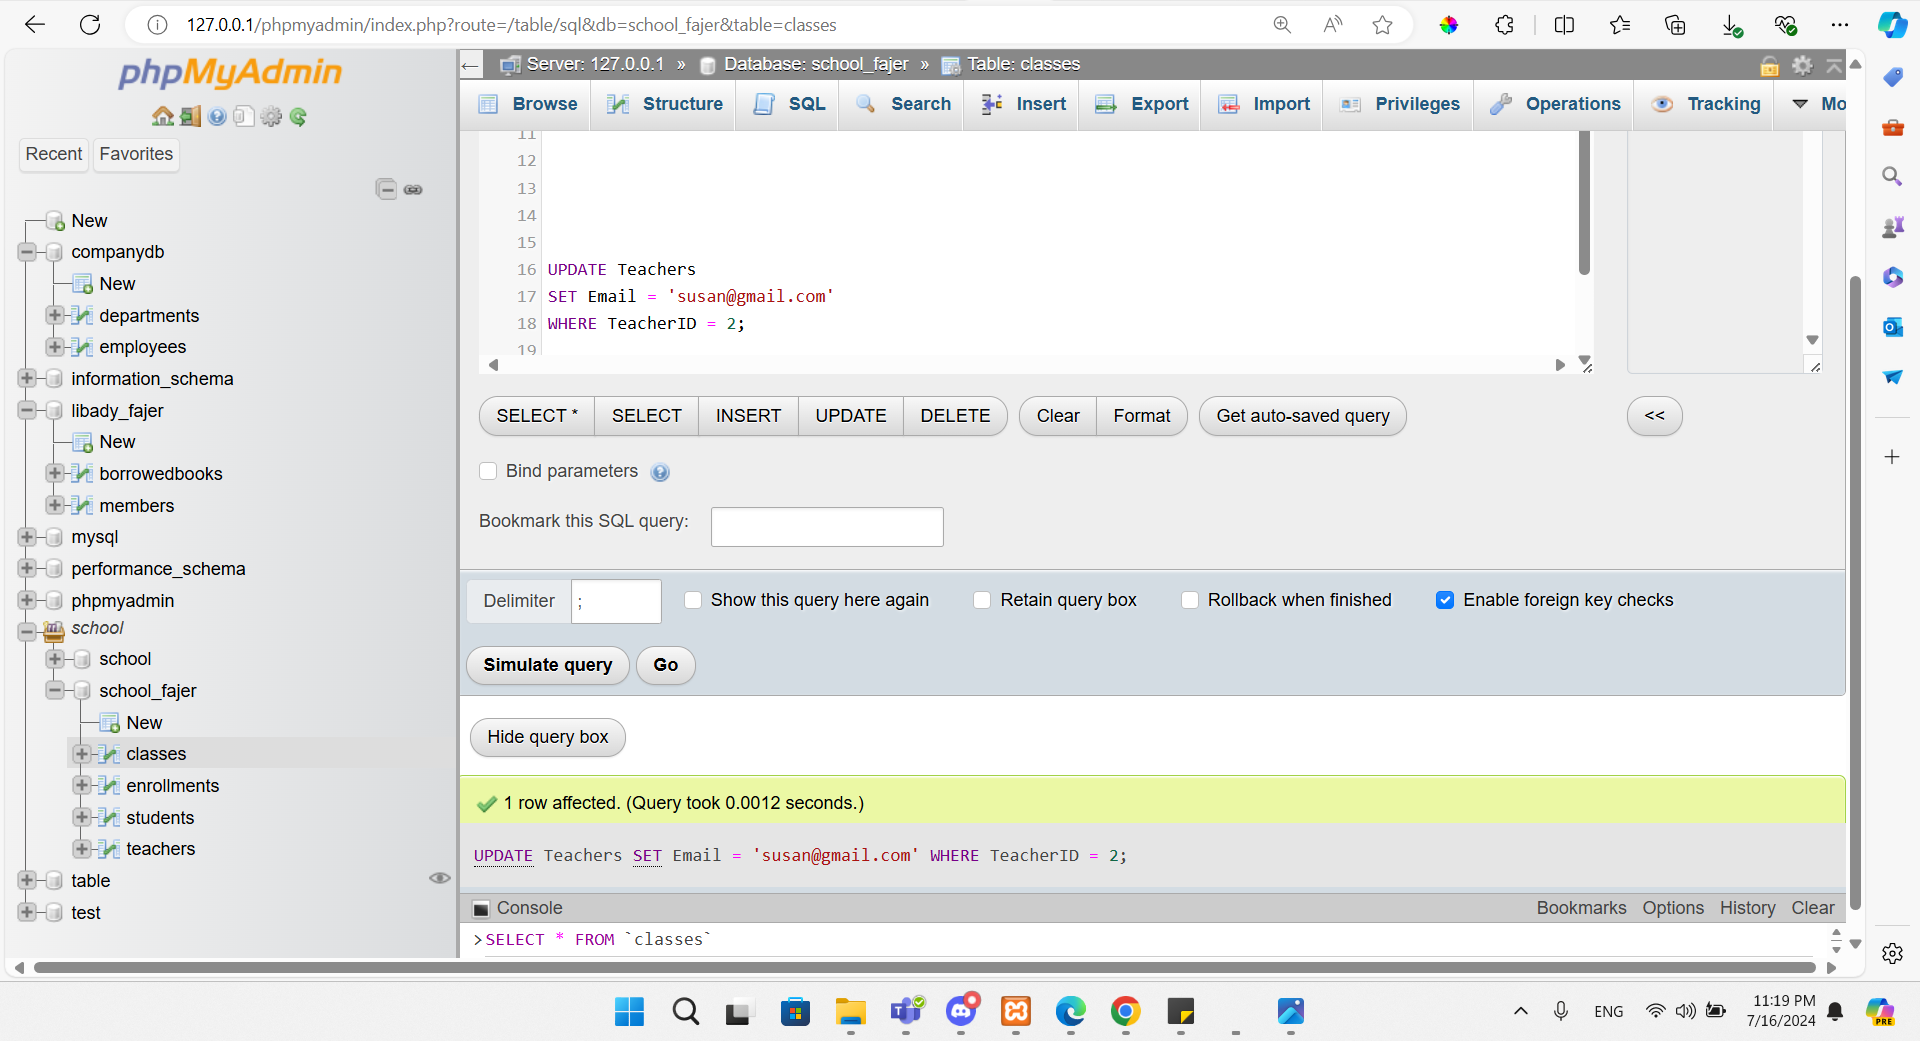 127.0.0.1/phpmyadmin/index.php?route=/table/sql&db=school_fajer&table=classes
phpMyAdmin
Recent
Favorites
New
companydb
New
departments
employees
information_schema
libady_fajer
New
borrowedbooks
members
mysql
performance_schema
phpmyadmin
school
school
school_fajer
New
classes
enrollments
students
teachers
table
test
Server: 127.0.0.1 » Database: school_fajer » Table: classes
Browse Structure SQL Search Insert Export Import Privileges Operations Tracking Mo
11
12
13
14
15
16 UPDATE Teachers
17 SET Email = 'susan@gmail.com'
18 WHERE TeacherID = 2;
19
SELECT * SELECT INSERT UPDATE DELETE Clear Format Get auto-saved query <<
Bind parameters
Bookmark this SQL query:
Delimiter ; Show this query here again Retain query box Rollback when finished Enable foreign key checks
Simulate query Go
Hide query box
1 row affected. (Query took 0.0012 seconds.)
UPDATE Teachers SET Email = 'susan@gmail.com' WHERE TeacherID = 2;
Console Bookmarks Options History Clear
>SELECT * FROM `classes`
ENG
11:19 PM
7/16/2024
PRE